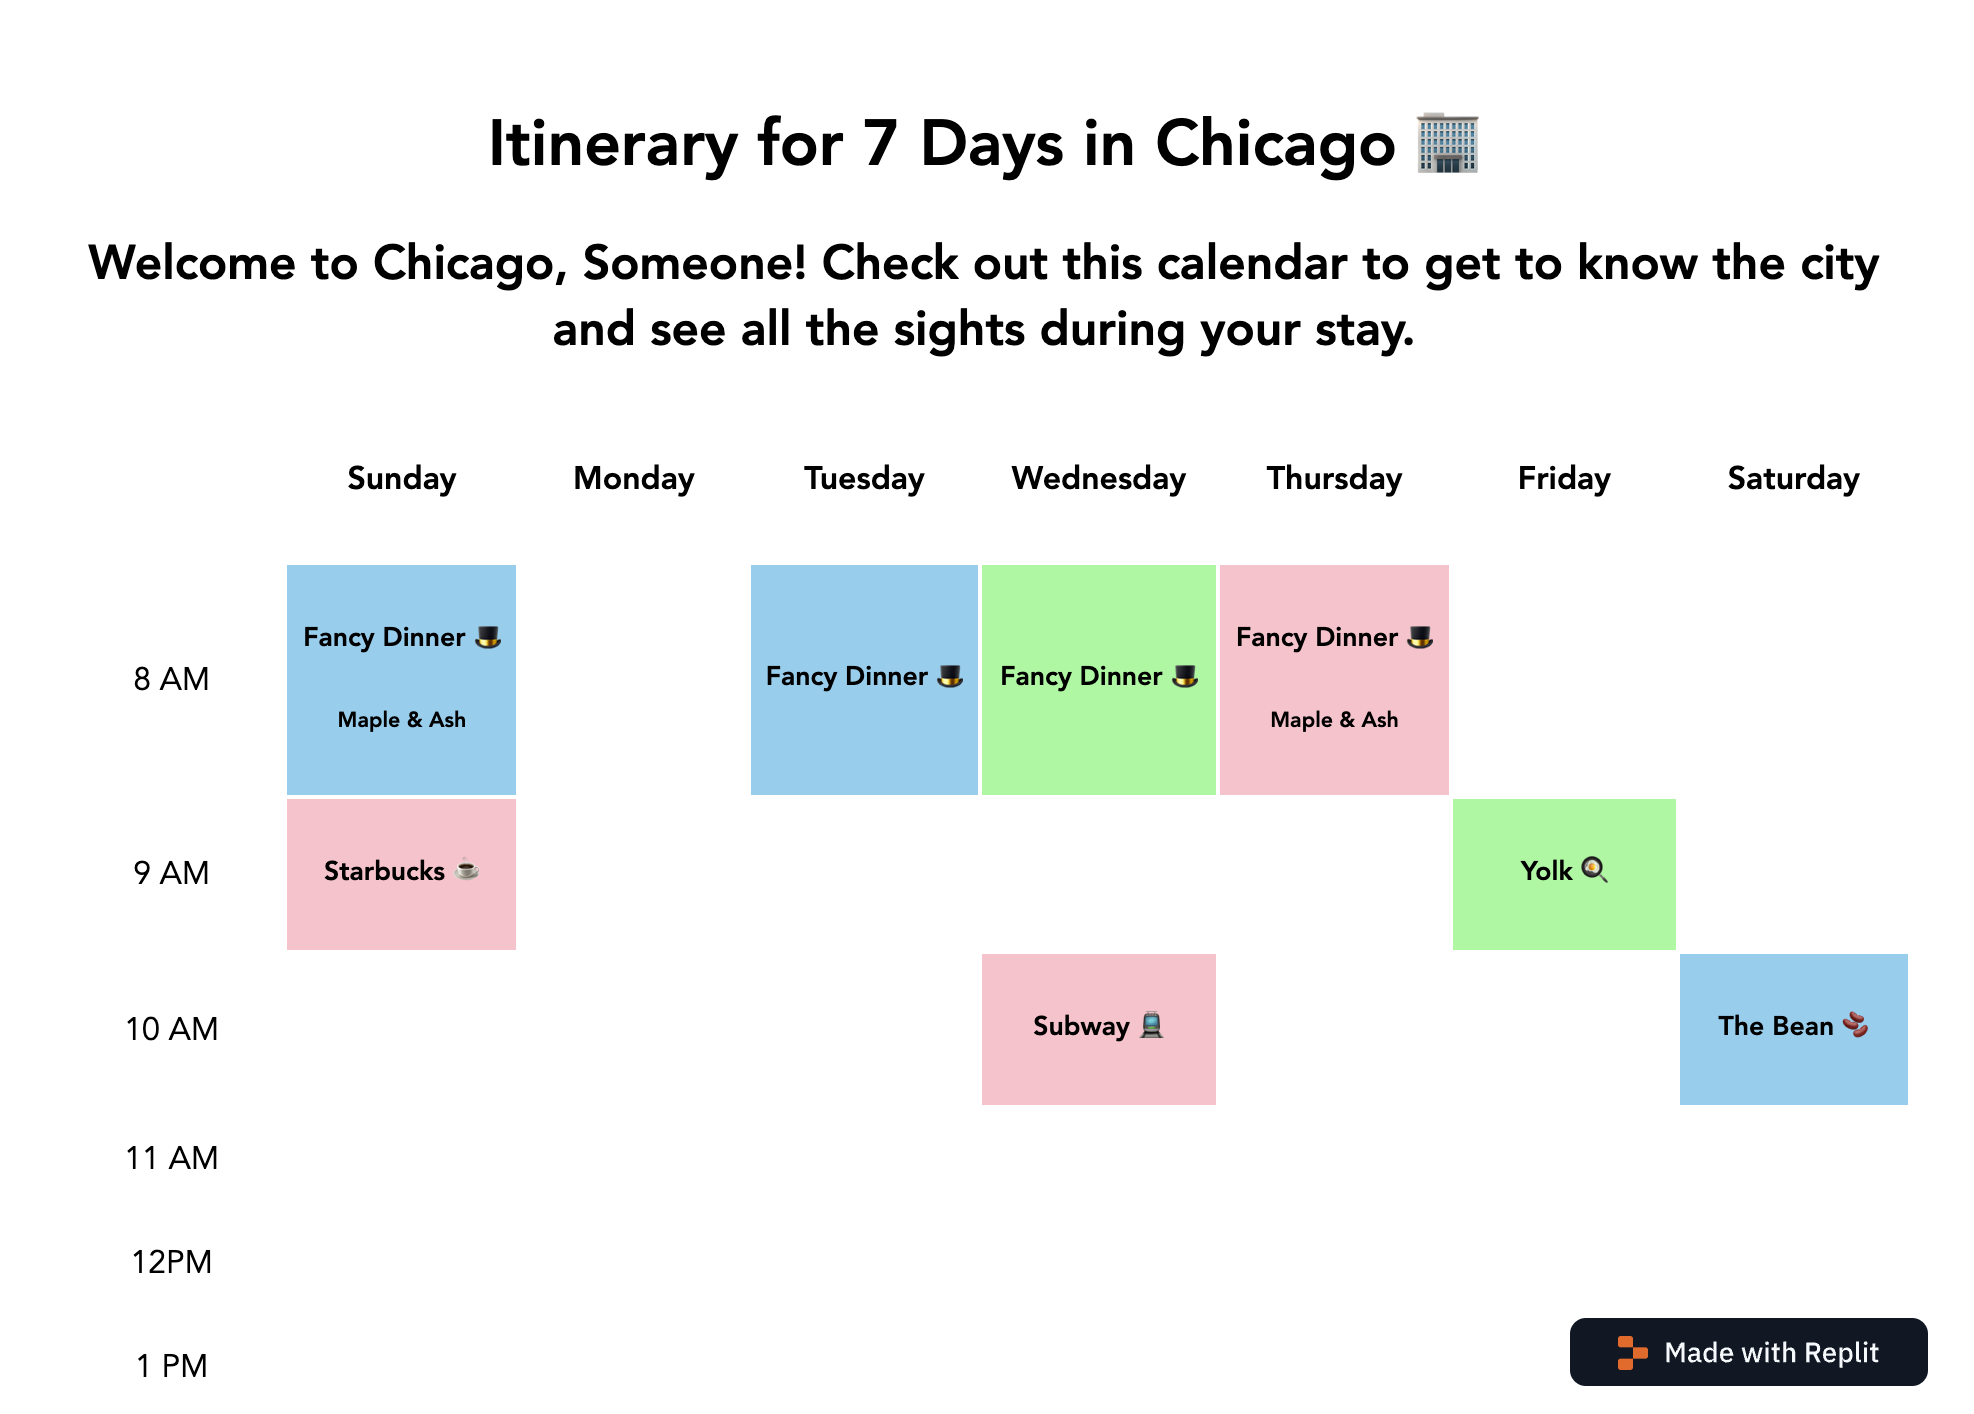 Itinerary for 7 Days in Chicago 🏢
Welcome to Chicago, Someone! Check out this calendar to get to know the city
and see all the sights during your stay.
Sunday Monday Tuesday Wednesday Thursday Friday Saturday
8 AM
Fancy Dinner 🎩
Maple & Ash
Fancy Dinner 🎩
Fancy Dinner 🎩
Fancy Dinner 🎩
Maple & Ash
9 AM
Starbucks ☕
Yolk 🍳
10 AM
Subway 🚆
The Bean 🫘
11 AM
12PM
1 PM
Made with Replit